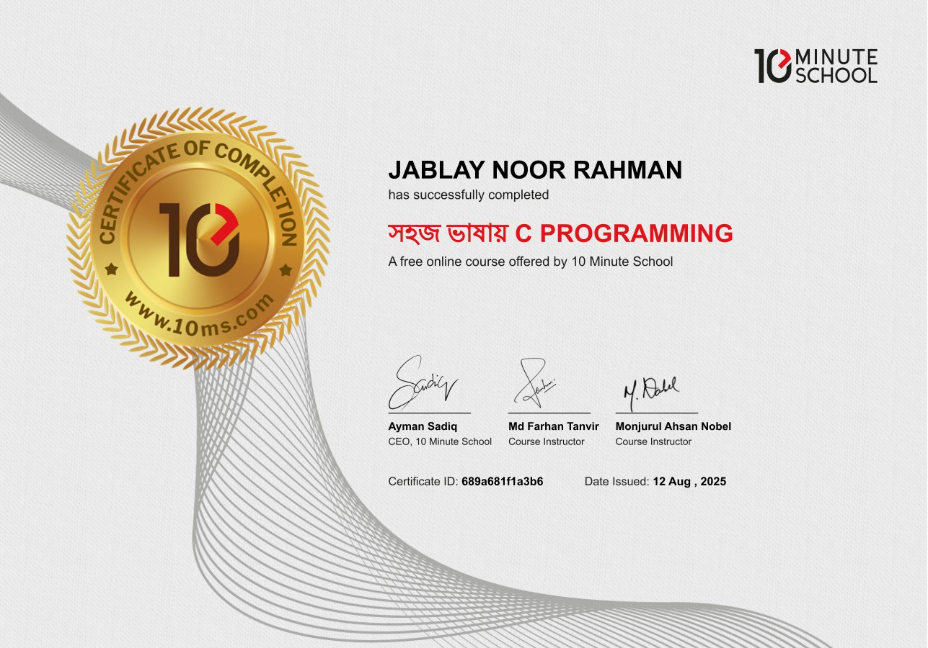 10 MINUTE
SCHOOL
CERTIFICATE OF COMPLETION
10
www.10ms.com
JABLAY NOOR RAHMAN
has successfully completed
সহজ ভাষায় C PROGRAMMING
A free online course offered by 10 Minute School
Sadiq
M. Nobel
Ayman Sadiq
Md Farhan Tanvir
Monjurul Ahsan Nobel
CEO, 10 Minute School
Course Instructor
Course Instructor
Certificate ID: 689a681f1a3b6
Date Issued: 12 Aug , 2025